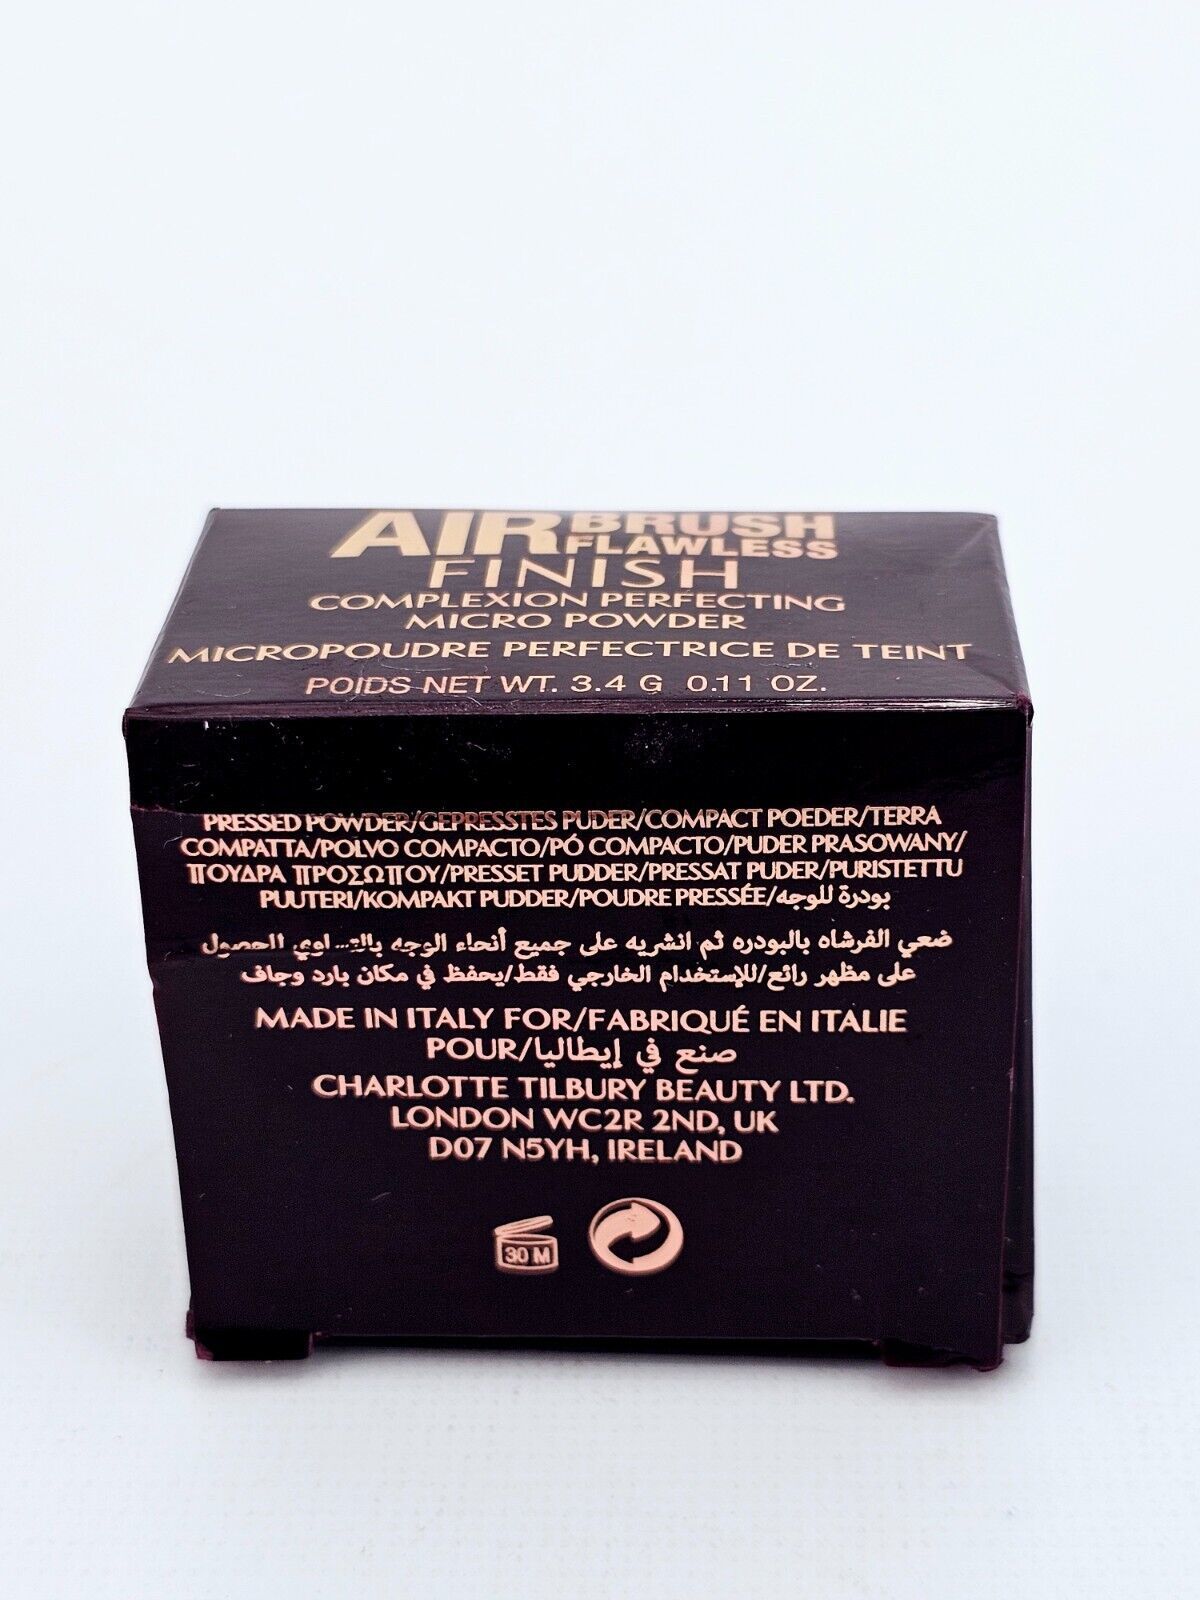 AIRBRUSH
FLAWLESS
FINISH
COMPLEXION PERFECTING
MICRO POWDER
MICROPOUDRE PERFECTRICE DE TEINT
POIDS NET WT. 3.4 G 0.11 OZ.
PRESSED POWDER/GEPRESSTES PUDER/COMPACT POEDER/TERRA
COMPATTA/POLVO COMPACTO/PÓ COMPACTO/PUDER PRASOWANY/
ΠΟΥΔΡΑ ΠΡΟΣΩΠΟΥ/PRESSET PUDDER/PRESSAT PUDER/PURISTETTU
PUUTERI/KOMPAKT PUDDER/POUDRE PRESSÉE/بودرة للوجه
ضعي الفرشاه بالبودره ثم انشريه على جميع أنحاء الوجه بالتساوي للحصول
على مظهر رائع/للإستخدام الخارجي فقط/يحفظ في مكان بارد وجاف
MADE IN ITALY FOR/FABRIQUÉ EN ITALIE
POUR/صنع في إيطاليا
CHARLOTTE TILBURY BEAUTY LTD.
LONDON WC2R 2ND, UK
D07 N5YH, IRELAND
30 M